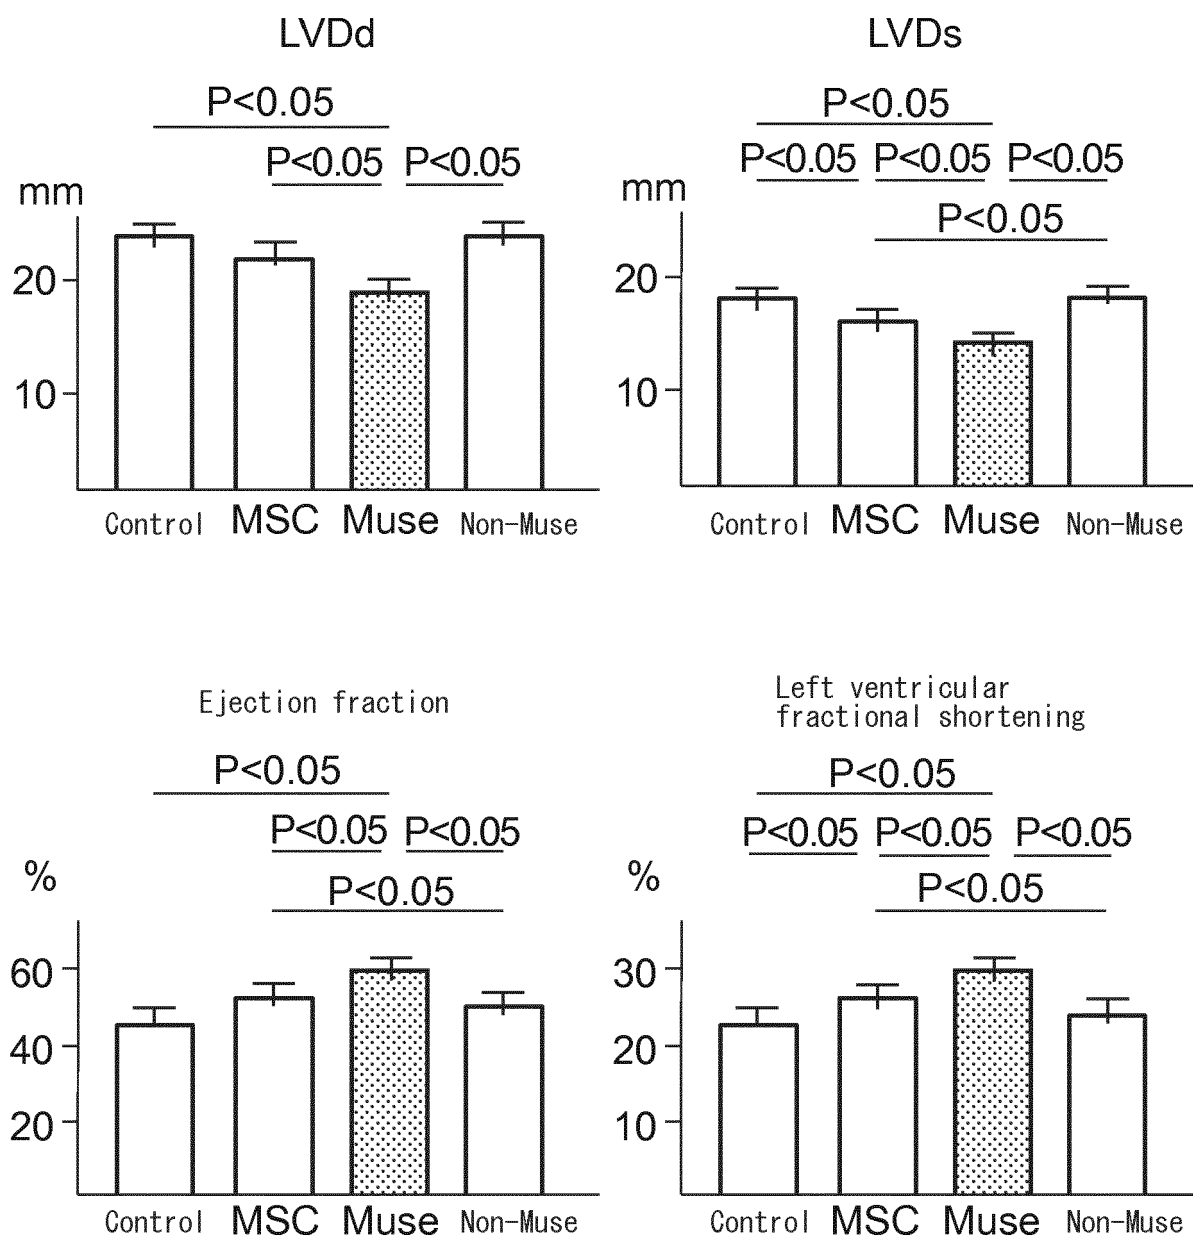 LVDd
P<0.05
P<0.05 P<0.05
mm
20
10
Control MSC Muse Non-Muse
LVDs
P<0.05
P<0.05 P<0.05 P<0.05
mm
P<0.05
20
10
Control MSC Muse Non-Muse
Ejection fraction
P<0.05
P<0.05 P<0.05
%
P<0.05
60
40
20
Control MSC Muse Non-Muse
Left ventricular
fractional shortening
P<0.05
P<0.05 P<0.05 P<0.05
%
P<0.05
30
20
10
Control MSC Muse Non-Muse